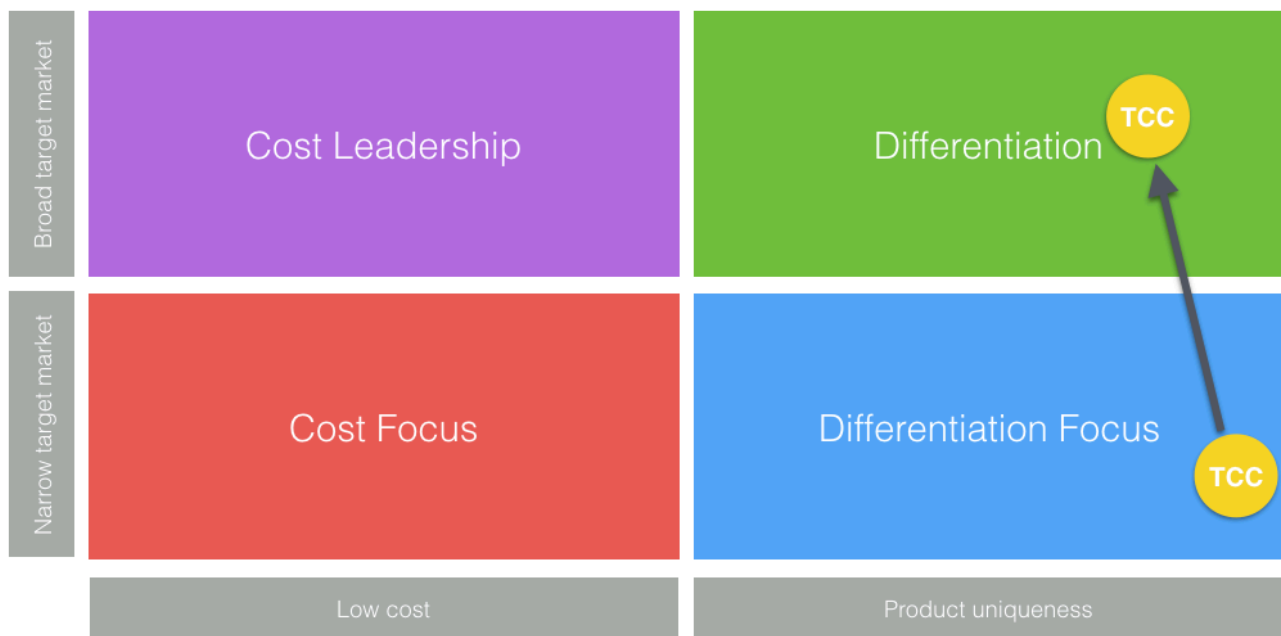 Broad target market
Cost Leadership
Differentiation
TCC
Narrow target market
Cost Focus
Differentiation Focus
TCC
Low cost
Product uniqueness